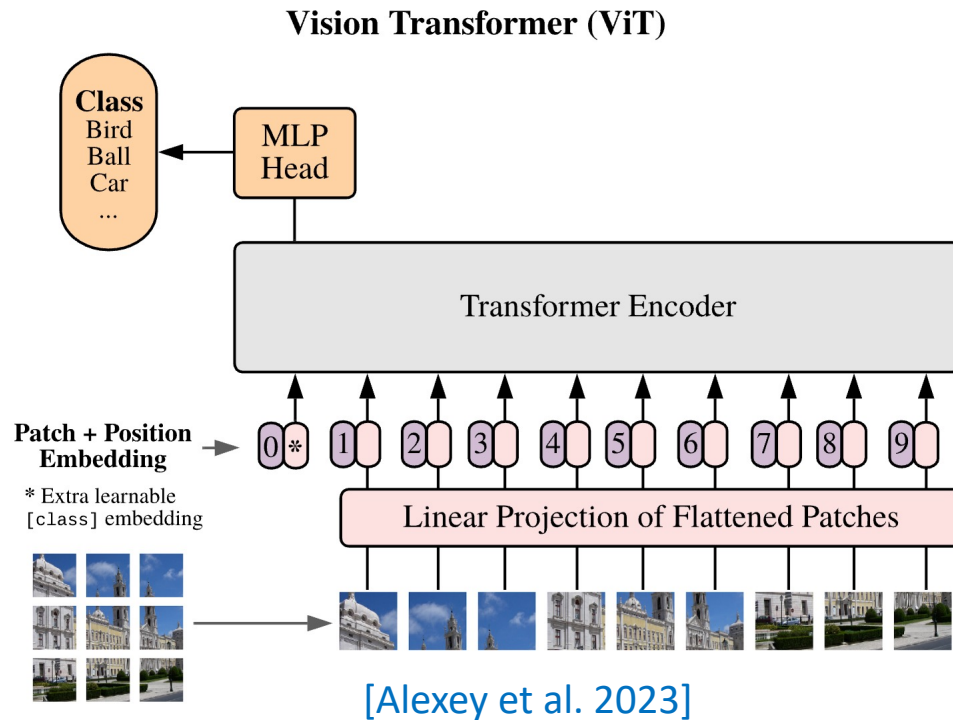 Vision Transformer (ViT)
Class
Bird
Ball
Car
...
MLP
Head
Transformer Encoder
Patch + Position
Embedding
0 * 1 2 3 4 5 6 7 8 9
* Extra learnable
[class] embedding
Linear Projection of Flattened Patches
[Alexey et al. 2023]